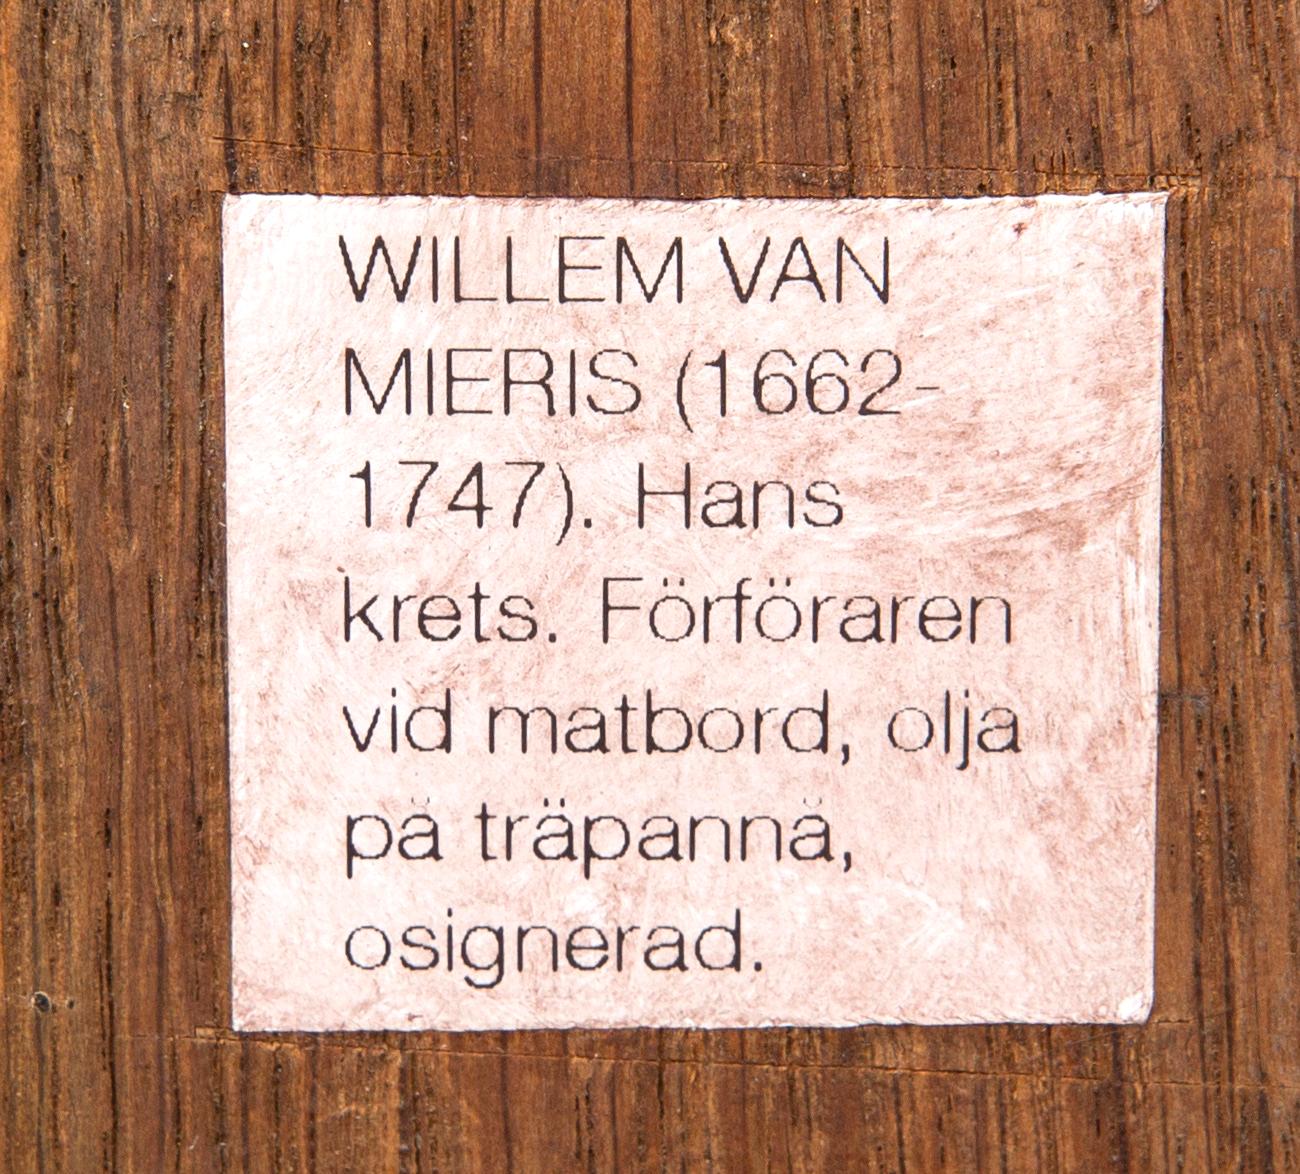 WILLEM VAN
MIERIS (1662-
1747). Hans
krets. Förföraren
vid matbord, olja
på träpannå,
osignerad.